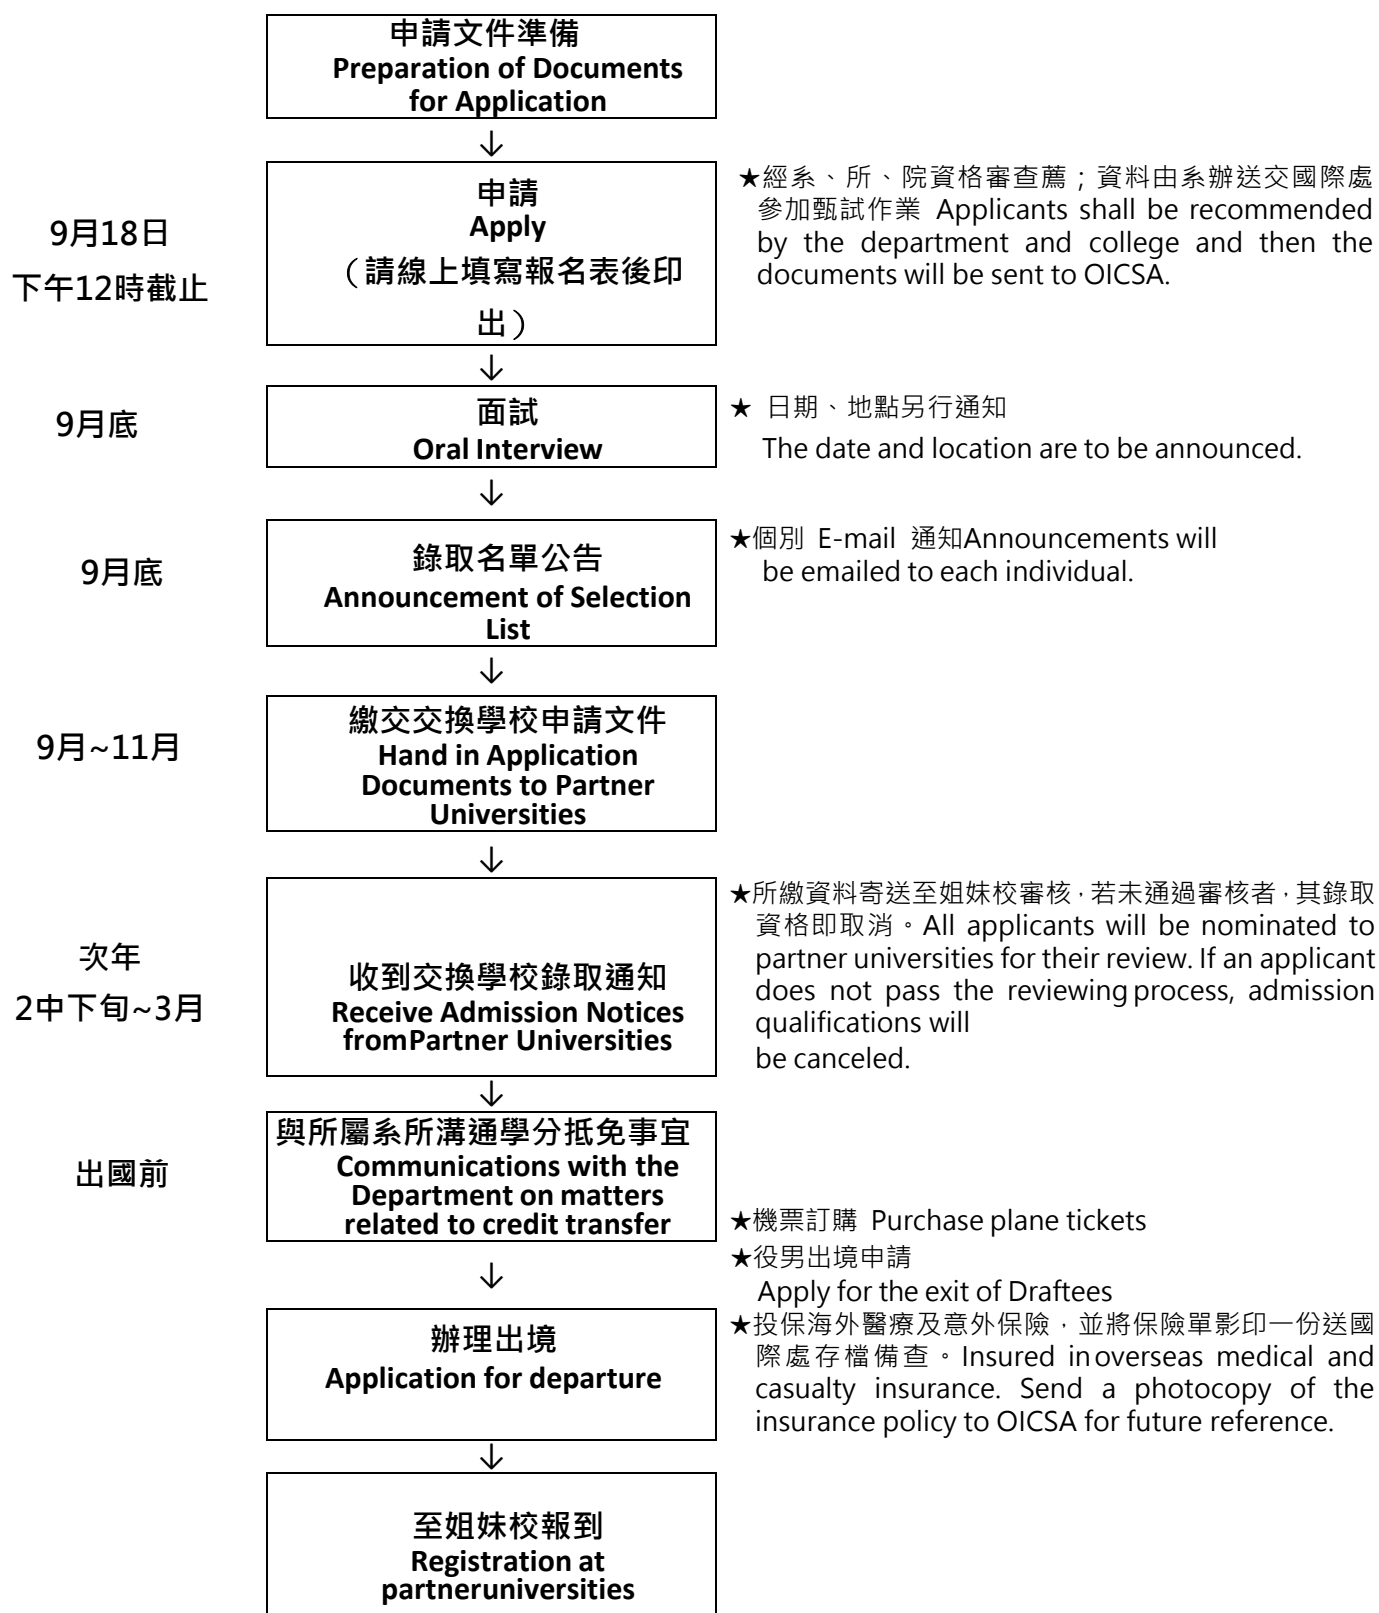 申請文件準備
Preparation of Documents
for Application
↓
9月18日
下午12時截止
申請
Apply
（請線上填寫報名表後印
出）
★經系、所、院資格審查薦；資料由系辦送交國際處
參加甄試作業 Applicants shall be recommended
by the department and college and then the
documents will be sent to OICSA.
↓
9月底
面試
Oral Interview
★ 日期、地點另行通知
The date and location are to be announced.
↓
9月底
錄取名單公告
Announcement of Selection
List
★個別 E-mail 通知Announcements will
be emailed to each individual.
↓
9月~11月
繳交交換學校申請文件
Hand in Application
Documents to Partner
Universities
↓
次年
2中下旬~3月
收到交換學校錄取通知
Receive Admission Notices
fromPartner Universities
★所繳資料寄送至姐妹校審核，若未通過審核者，其錄取
資格即取消。All applicants will be nominated to
partner universities for their review. If an applicant
does not pass the reviewing process, admission
qualifications will
be canceled.
↓
出國前
與所屬系所溝通學分抵免事宜
Communications with the
Department on matters
related to credit transfer
↓
辦理出境
Application for departure
★機票訂購 Purchase plane tickets
★役男出境申請
Apply for the exit of Draftees
★投保海外醫療及意外保險，並將保險單影印一份送國
際處存檔備查。Insured in overseas medical and
casualty insurance. Send a photocopy of the
insurance policy to OICSA for future reference.
↓
至姐妹校報到
Registration at
partneruniversities